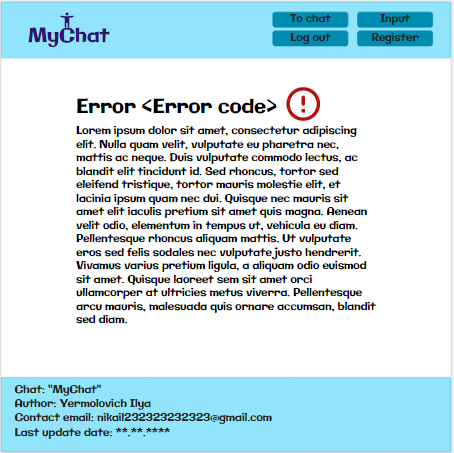 MyChat
To chat
Input
Log out
Register
Error <Error code>
Lorem ipsum dolor sit amet, consectetur adipiscing
elit. Nulla quam velit, vulputate eu pharetra nec,
mattis ac neque. Duis vulputate commodo lectus, ac
blandit elit tincidunt id. Sed rhoncus, tortor sed
eleifend tristique, tortor mauris molestie elit, et
lacinia ipsum quam nec dui. Quisque nec mauris sit
amet elit iaculis pretium sit amet quis magna. Aenean
velit odio, elementum in tempus ut, vehicula eu diam.
Pellentesque rhoncus aliquam mattis. Ut vulputate
eros sed felis sodales nec vulputate justo hendrerit.
Vivamus varius pretium ligula, a aliquam odio euismod
sit amet. Quisque laoreet sem sit amet orci
ullamcorper at ultricies metus viverra. Pellentesque
arcu mauris, malesuada quis ornare accumsan, blandit
sed diam.
Chat: "MyChat"
Author: Yermolovich Ilya
Contact email: nikail232323232323@gmail.com
Last update date: **.**.****